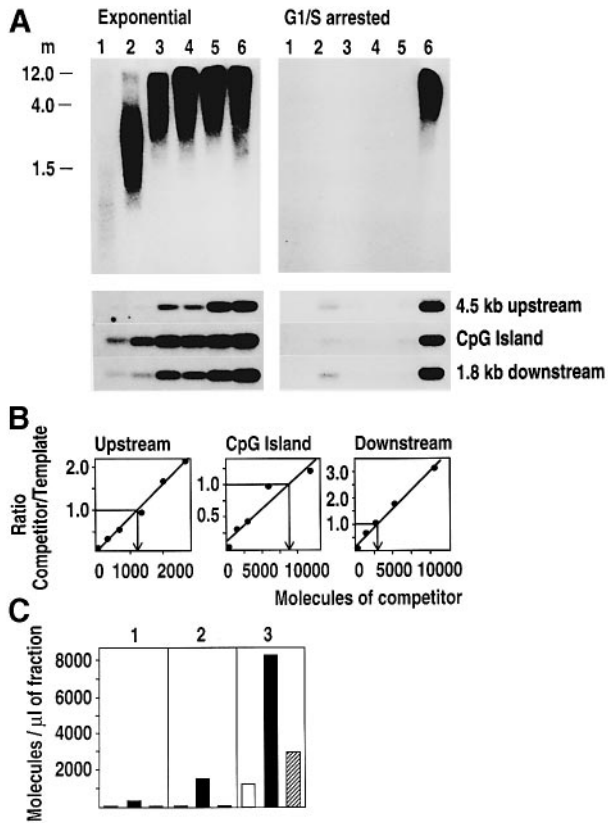 A
Exponential
G1/S arrested
m 1 2 3 4 5 6
1 2 3 4 5 6
12.0
4.0
1.5
4.5 kb upstream
CpG Island
1.8 kb downstream
B
Upstream
CpG Island
Downstream
Ratio
Competitor/Template
2.0
1.0
1.0
0.5
3.0
2.0
1.0
0 1000 2000
0 5000 10000
0 5000 10000
Molecules of competitor
C
1 2 3
Molecules / µl of fraction
8000
6000
4000
2000